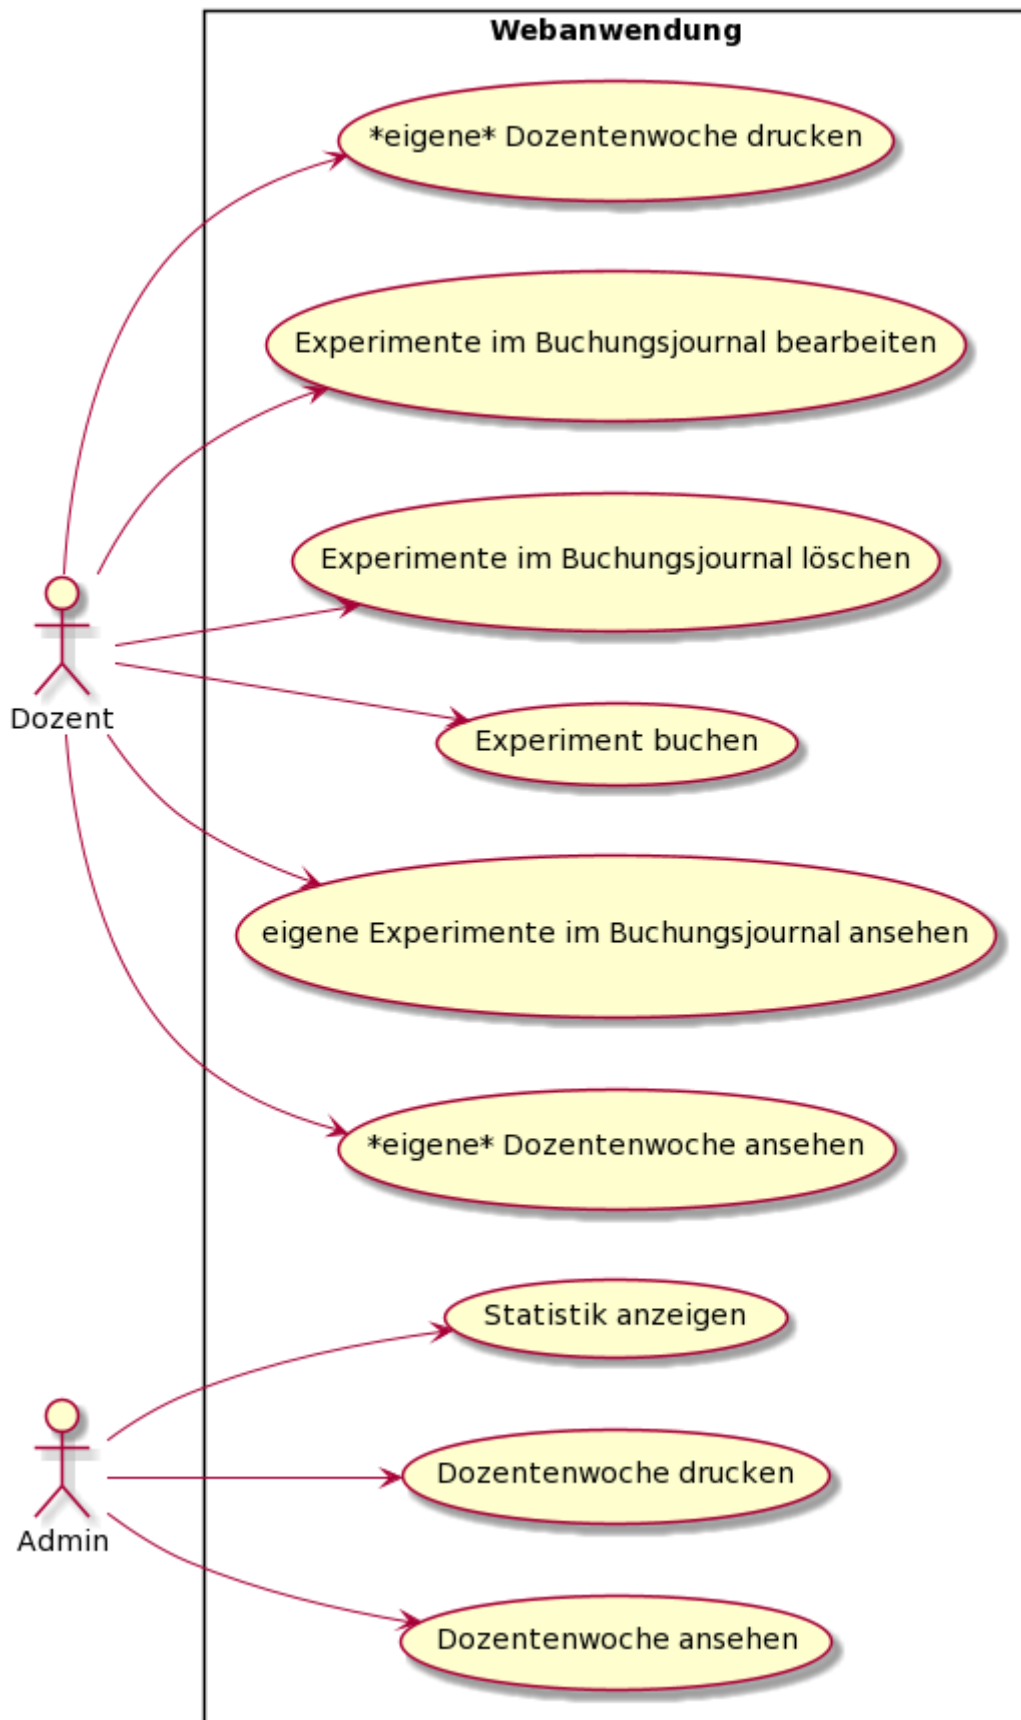 Webanwendung
*eigene* Dozentenwoche drucken
Experimente im Buchungsjournal bearbeiten
Experimente im Buchungsjournal löschen
Dozent
Experiment buchen
eigene Experimente im Buchungsjournal ansehen
*eigene* Dozentenwoche ansehen
Statistik anzeigen
Dozentenwoche drucken
Admin
Dozentenwoche ansehen